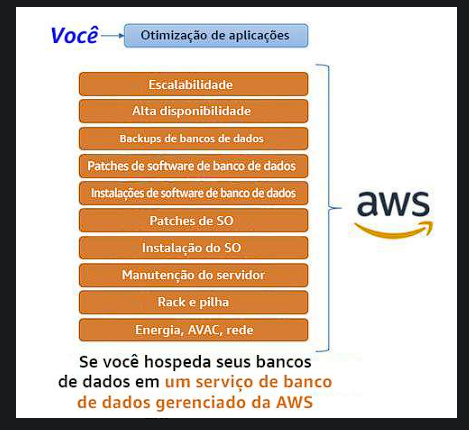 Você
Otimização de aplicações
Escalabilidade
Alta disponibilidade
Backups de bancos de dados
Patches de software de banco de dados
Instalações de software de banco de dados
Patches de SO
Instalação do SO
Manutenção do servidor
Rack e pilha
Energia, AVAC, rede
aws
Se você hospeda seus bancos
de dados em um serviço de banco
de dados gerenciado da AWS